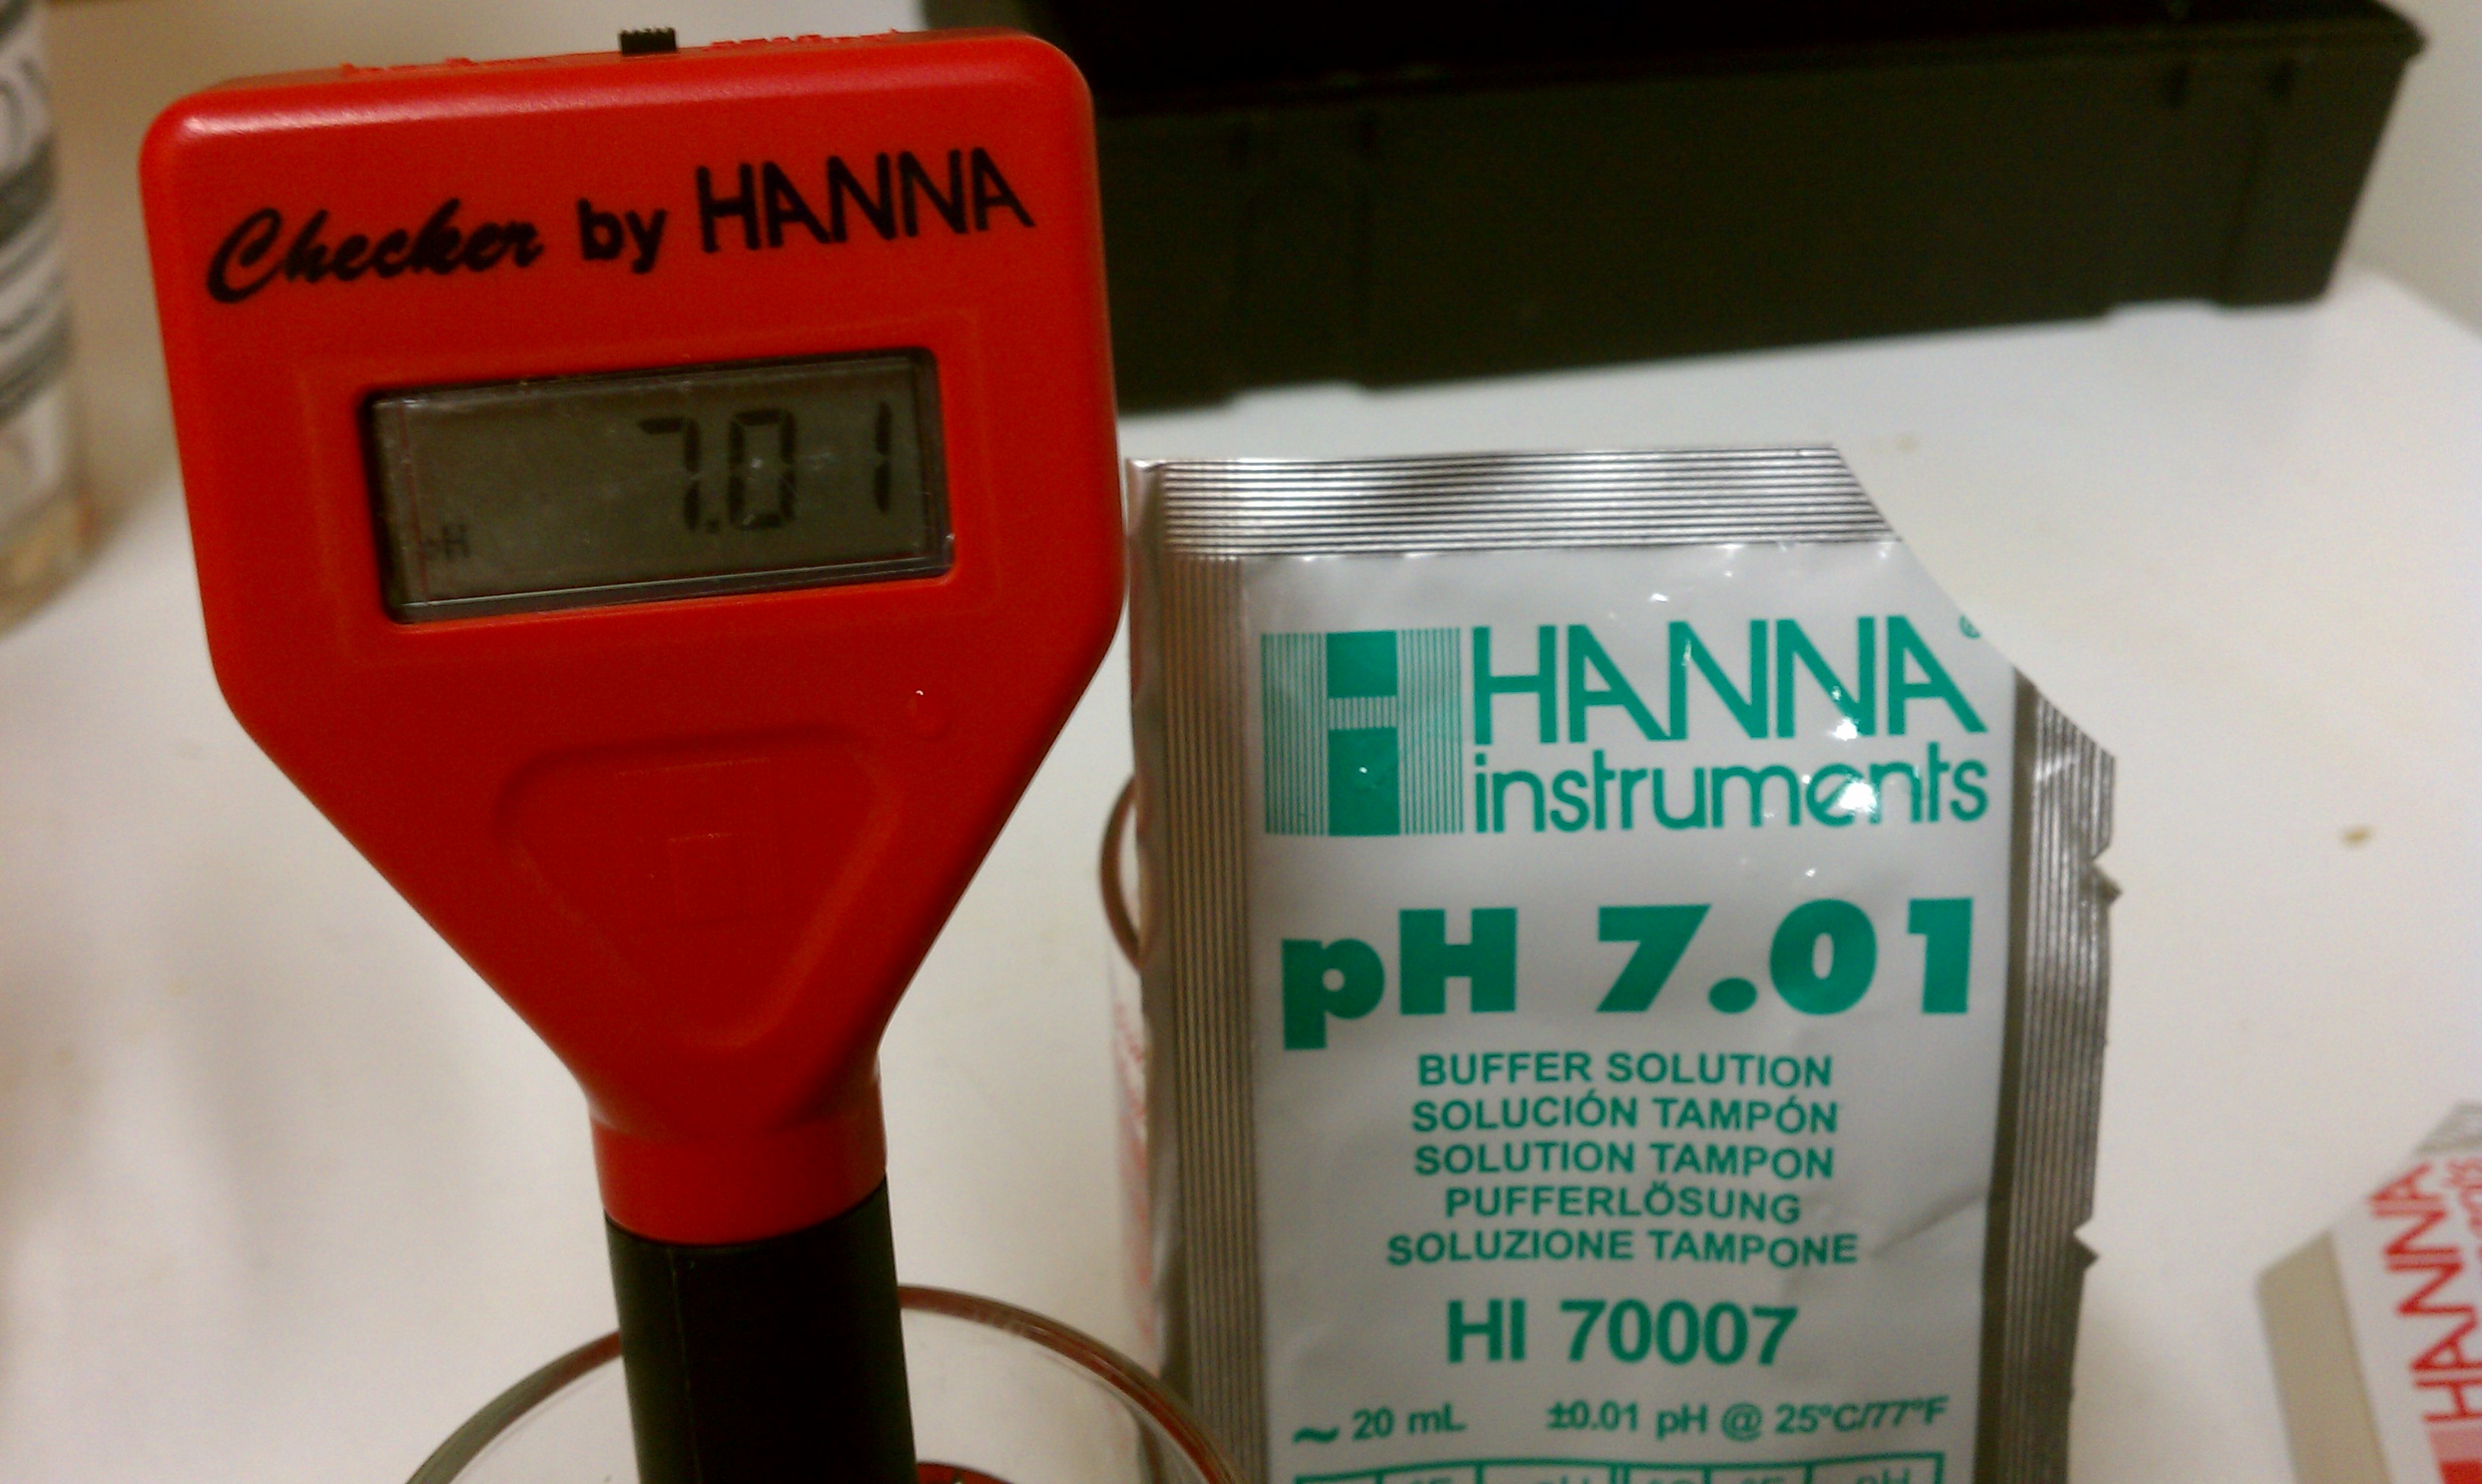 Checker by HANNA
7.01
pH
HANNA
instruments
pH 7.01
BUFFER SOLUTION
SOLUCIÓN TAMPÓN
SOLUTION TAMPON
PUFFERLÖSUNG
SOLUZIONE TAMPONE
HI 70007
~ 20 mL ±0.01 pH @ 25°C/77°F
HANNA
HANNA